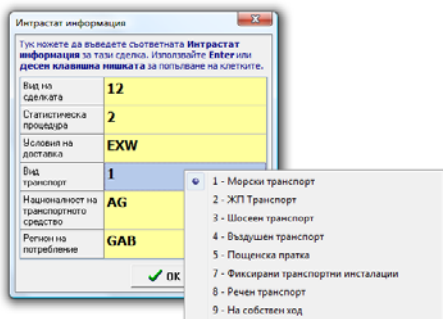 Интрастат информация
Тук можете да въведете съответната Интрастат
информация за тази сделка. Използвайте Enter или
десен клавишна мишката за попълване на клетките.
Вид на
сделката
12
Статистическа
процедура
2
Условия на
доставка
EXW
Вид
транспорт
1
Националност на
транспортното
средство
AG
Регион на
потребление
GAB
OK
1 - Морски транспорт
2 - ЖП Транспорт
3 - Шосеен транспорт
4 - Въздушен транспорт
5 - Пощенска пратка
7 - Фиксирани транспортни инсталации
8 - Речен транспорт
9 - На собствен ход